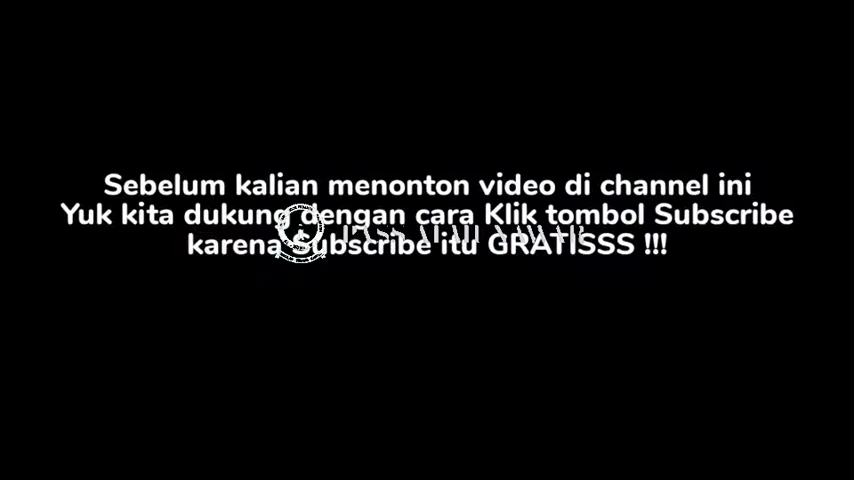 Sebelum kalian menonton video di channel ini
Yuk kita dukung dengan cara Klik tombol Subscribe
karena Subscribe itu GRATISSS !!!